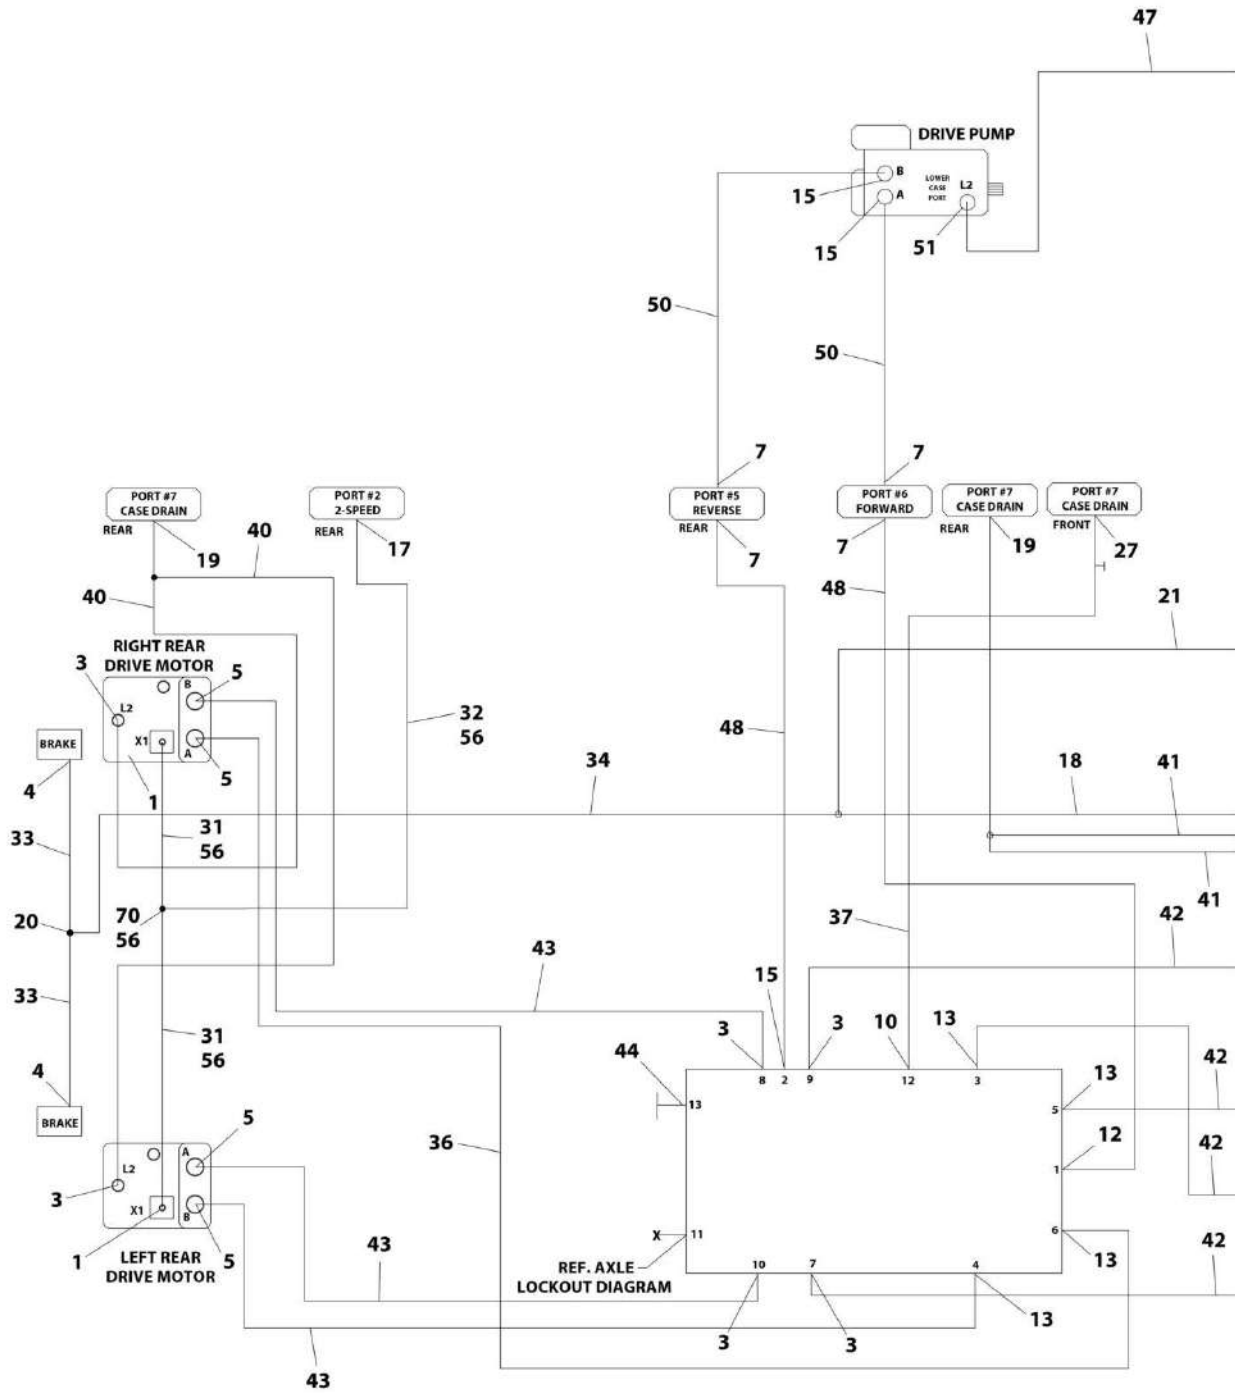 47
DRIVE PUMP
B
LOWER
CASE
PORT
L2
A
15
15
51
50
50
7
7
PORT #7
CASE DRAIN
REAR
PORT #2
2-SPEED
REAR
PORT #5
REVERSE
REAR
PORT #6
FORWARD
PORT #7
CASE DRAIN
REAR
PORT #7
CASE DRAIN
FRONT
19
40
17
7
7
19
27
40
48
21
RIGHT REAR
DRIVE MOTOR
3
5
B
L2
X1
A
BRAKE
32
56
48
5
4
1
34
18
41
33
31
56
41
20
70
56
37
42
43
33
15
31
56
3
3
10
13
4
44
42
13
8
2
9
12
3
13
5
BRAKE
5
36
12
1
A
L2
42
3
X1
B
X
11
6
1
5
LEFT REAR
DRIVE MOTOR
43
REF. AXLE
LOCKOUT DIAGRAM
10
7
4
13
42
13
3
3
43